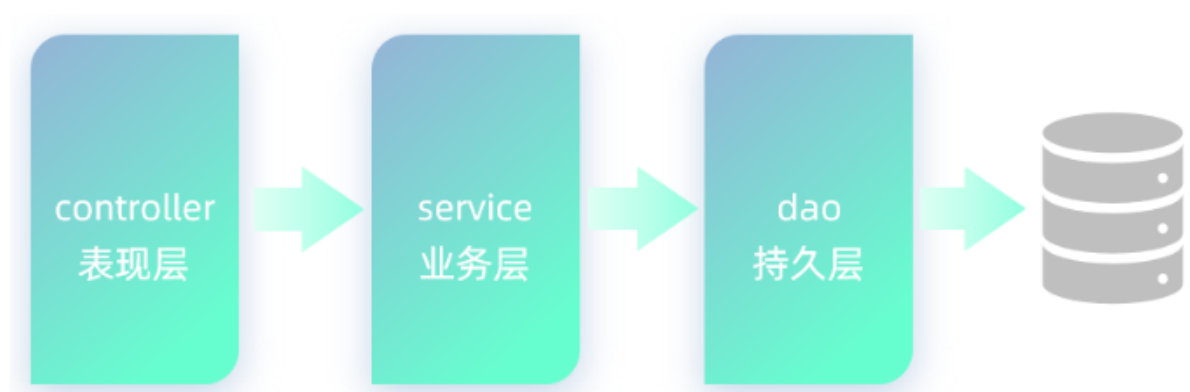 controller
表现层
service
业务层
dao
持久层